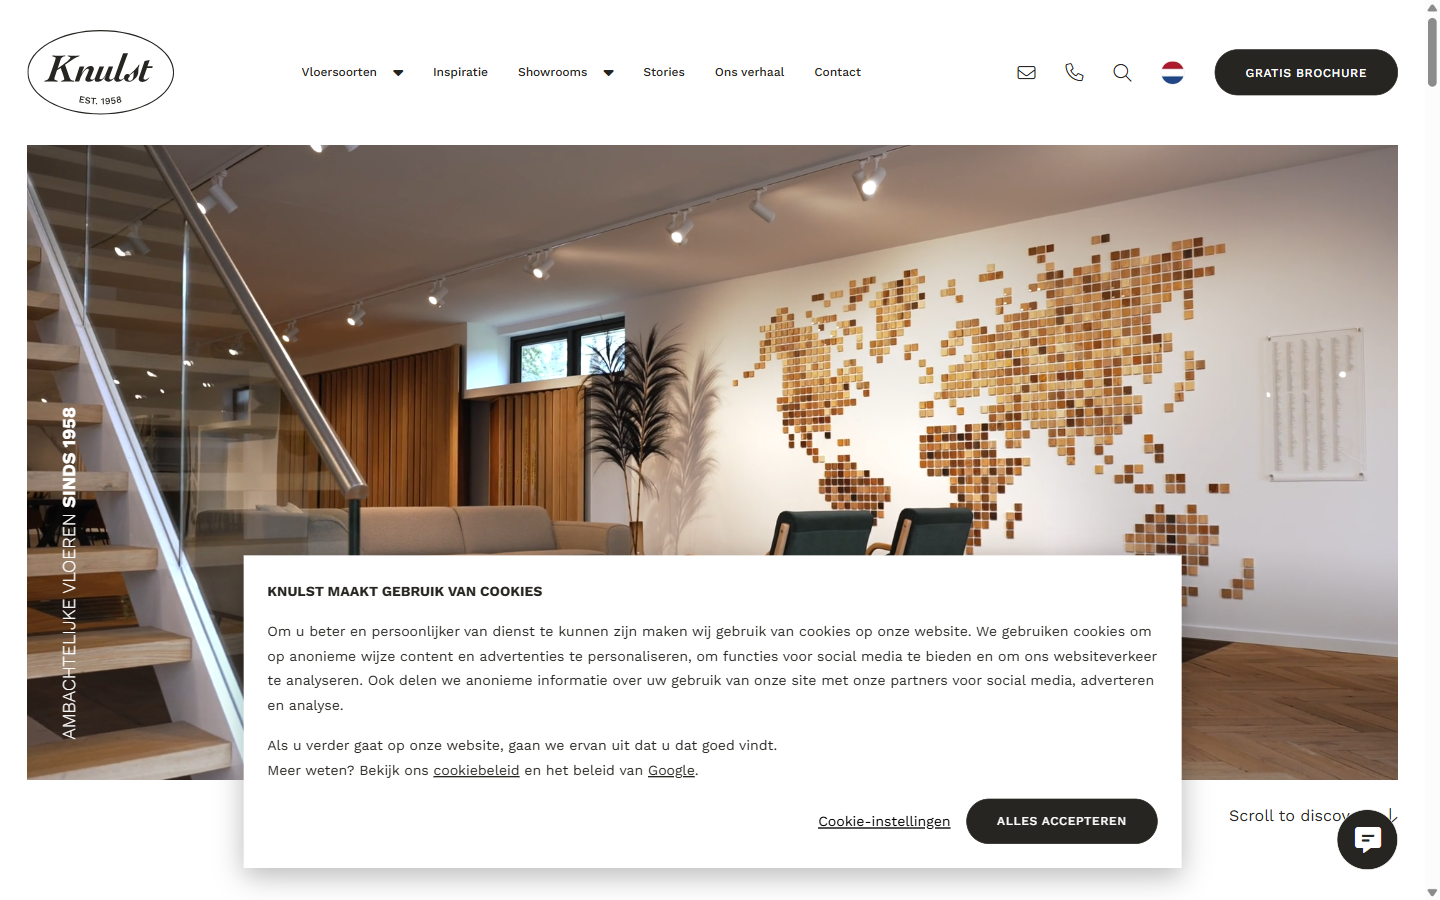 Knulst
EST. 1958
Vloersoorten
Inspiratie
Showrooms
Stories
Ons verhaal
Contact
GRATIS BROCHURE
AMBACHTELIJKE VLOEREN SINDS 1958
KNULST MAAKT GEBRUIK VAN COOKIES
Om u beter en persoonlijker van dienst te kunnen zijn maken wij gebruik van cookies op onze website. We gebruiken cookies om
op anonieme wijze content en advertenties te personaliseren, om functies voor social media te bieden en om ons websiteverkeer
te analyseren. Ook delen we anonieme informatie over uw gebruik van onze site met onze partners voor social media, adverteren
en analyse.
Als u verder gaat op onze website, gaan we ervan uit dat u dat goed vindt.
Meer weten? Bekijk ons cookiebeleid en het beleid van Google.
Cookie-instellingen
ALLES ACCEPTEREN
Scroll to